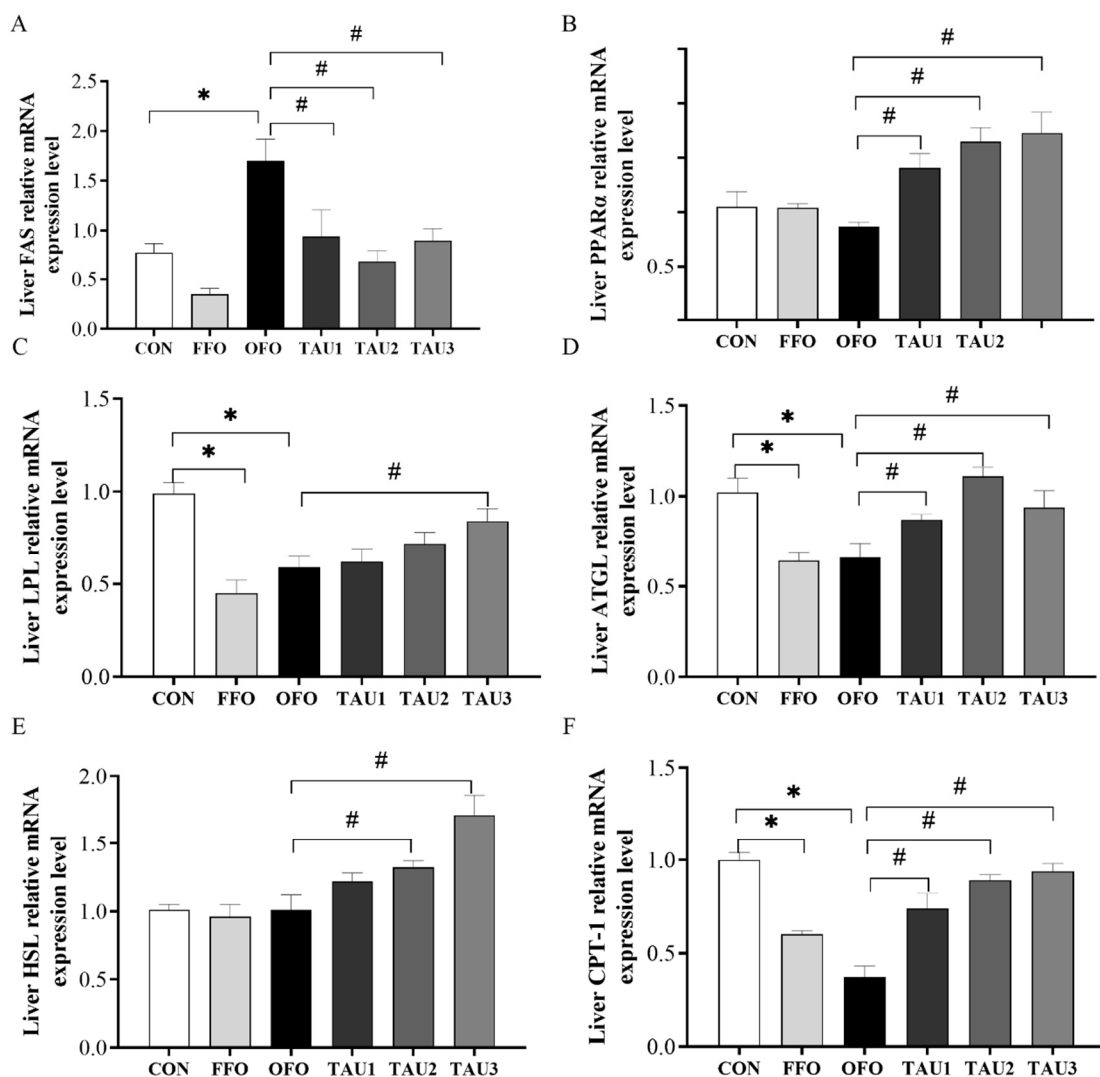 A
Liver FAS relative mRNA
expression level
2.5
2.0
1.5
1.0
0.5
0.0
*
#
#
#
CON FFO OFO TAU1 TAU2 TAU3
B
Liver PPARα relative mRNA
expression level
0.5
#
#
#
CON FFO OFO TAU1 TAU2
C
Liver LPL relative mRNA
expression level
1.5
1.0
0.5
0.0
*
*
#
CON FFO OFO TAU1 TAU2 TAU3
D
Liver ATGL relative mRNA
expression level
1.5
1.0
0.5
0.0
*
*
#
#
#
CON FFO OFO TAU1 TAU2 TAU3
E
Liver HSL relative mRNA
expression level
2.0
1.5
1.0
0.5
0.0
#
#
CON FFO OFO TAU1 TAU2 TAU3
F
Liver CPT-1 relative mRNA
expression level
1.5
1.0
0.5
0.0
*
*
#
#
#
CON FFO OFO TAU1 TAU2 TAU3